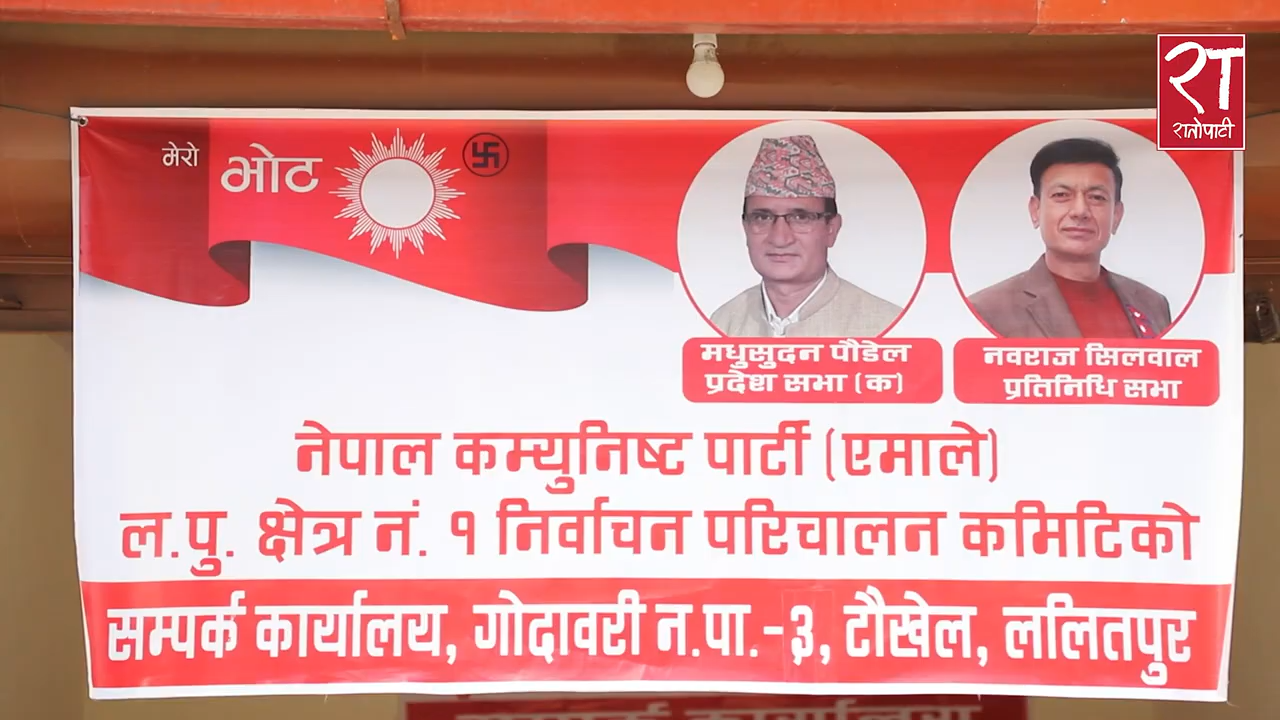 मेरो भोट
रातोपाटी
मधुसुदन पौडेल
प्रदेश सभा (क)
नवराज सिलवाल
प्रतिनिधि सभा
नेपाल कम्युनिष्ट पार्टी (एमाले)
ल.पु. क्षेत्र नं. १ निर्वाचन परिचालन कमिटिको
सम्पर्क कार्यालय, गोदावरी न.पा.-३, टौखेल, ललितपुर